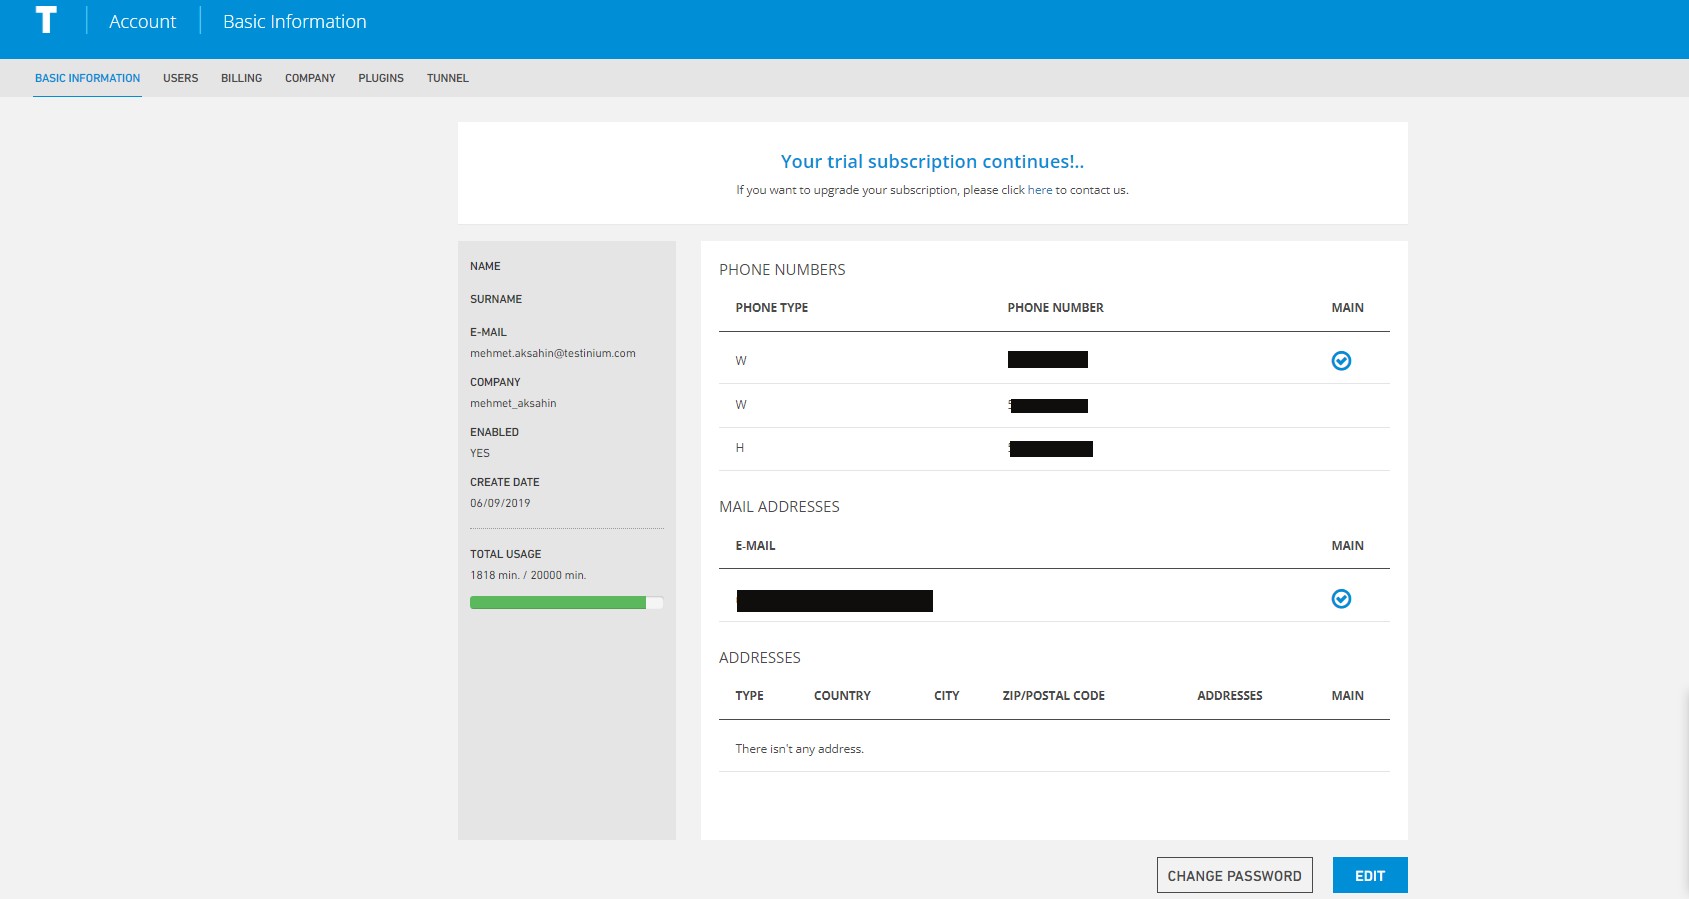 T Account Basic Information
BASIC INFORMATION USERS BILLING COMPANY PLUGINS TUNNEL
Your trial subscription continues!..
If you want to upgrade your subscription, please click here to contact us.
NAME
SURNAME
E-MAIL
mehmet.aksahin@testinium.com
COMPANY
mehmet_aksahin
ENABLED
YES
CREATE DATE
06/09/2019
TOTAL USAGE
1818 min. / 20000 min.
PHONE NUMBERS
PHONE TYPE PHONE NUMBER MAIN
W
W
H
MAIL ADDRESSES
E-MAIL MAIN
ADDRESSES
TYPE COUNTRY CITY ZIP/POSTAL CODE ADDRESSES MAIN
There isn't any address.
CHANGE PASSWORD EDIT